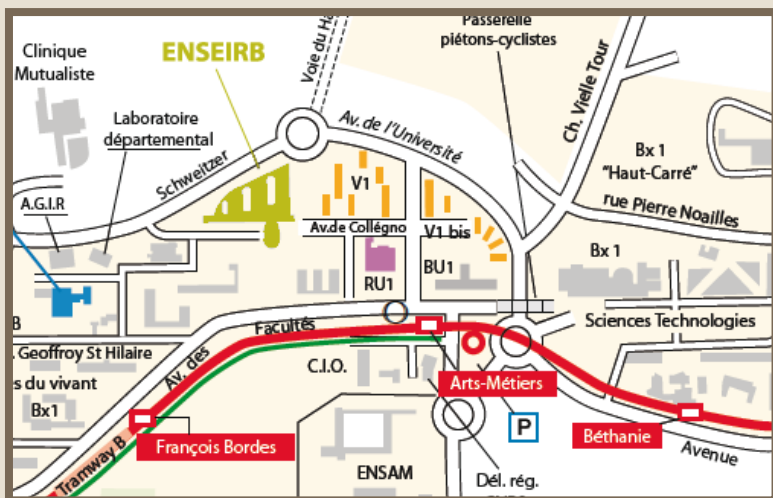 Passerelle
piétons-cyclistes
Clinique
Mutualiste
ENSEIRB
Voie du Ha
Ch. Vielle Tour
Laboratoire
départemental
Av. de l'Université
Schweitzer
Bx 1
"Haut-Carré"
A.G.I.R
V1
rue Pierre Noailles
Av.de Collégno
V1 bis
Bx 1
RU1
BU1
B
Facultés
Sciences Technologies
. Geoffroy St Hilaire
Av. des
C.I.O.
s du vivant
Arts-Métiers
Bx1
P
François Bordes
Béthanie
Tramway B
Avenue
ENSAM
Dél. rég.